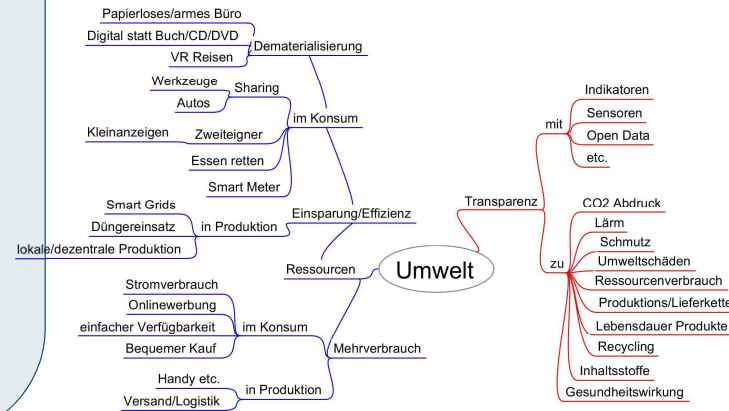 Papierloses/armes Büro
Digital statt Buch/CD/DVD
VR Reisen
Dematerialisierung
Werkzeuge
Autos
Sharing
Kleinanzeigen
Zweiteigner
Essen retten
Smart Meter
im Konsum
Smart Grids
Düngereinsatz
lokale/dezentrale Produktion
in Produktion
Einsparung/Effizienz
Ressourcen
Stromverbrauch
Onlinewerbung
einfacher Verfügbarkeit
Bequemer Kauf
im Konsum
Handy etc.
Versand/Logistik
in Produktion
Mehrverbrauch
Umwelt
Transparenz
mit
Indikatoren
Sensoren
Open Data
etc.
zu
CO2 Abdruck
Lärm
Schmutz
Umweltschäden
Ressourcenverbrauch
Produktions/Lieferkette
Lebensdauer Produkte
Recycling
Inhaltsstoffe
Gesundheitswirkung